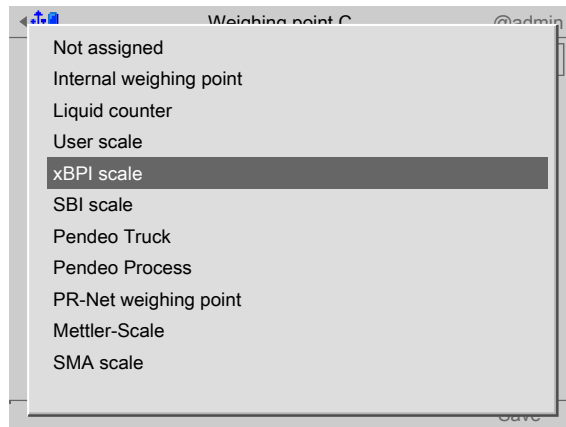 Weighing point C @admin
Not assigned
Internal weighing point
Liquid counter
User scale
xBPI scale
SBI scale
Pendeo Truck
Pendeo Process
PR-Net weighing point
Mettler-Scale
SMA scale
Save